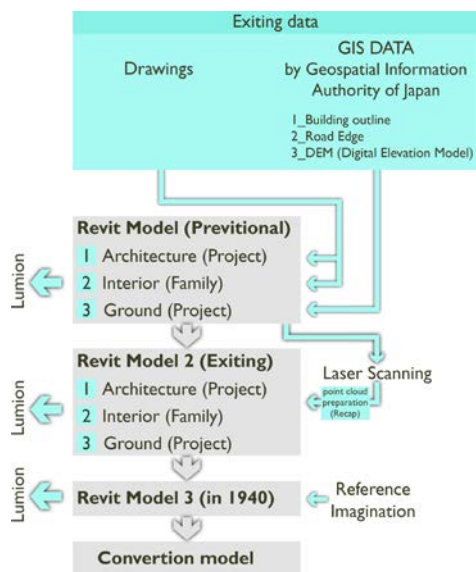 Exiting data
Drawings
GIS DATA
by Geospatial Information
Authority of Japan
1_Building outline
2_Road Edge
3_DEM (Digital Elevation Model)
Revit Model (Previtional)
1 Architecture (Project)
2 Interior (Family)
3 Ground (Project)
Lumion
Laser Scanning
point cloud
preparation
(Recap)
Revit Model 2 (Exiting)
1 Architecture (Project)
2 Interior (Family)
3 Ground (Project)
Lumion
Revit Model 3 (in 1940)
Lumion
Reference
Imagination
Convertion model